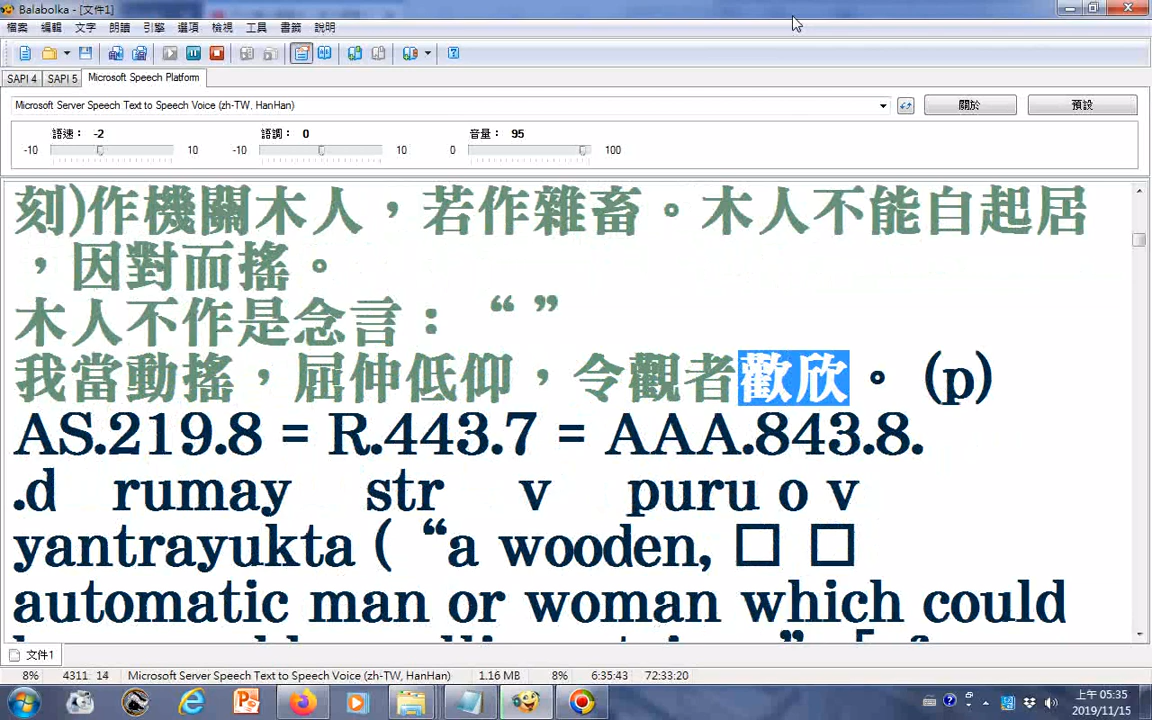 Balabolka - [文件1]
檔案 編輯 文字 朗讀 引擎 選項 檢視 工具 書籤 說明
SAPI 4 SAPI 5 Microsoft Speech Platform
Microsoft Server Speech Text to Speech Voice (zh-TW, HanHan) 關於 預設
語速： -2 語調： 0 音量： 95
-10 10 -10 10 0 100
刻)作機關木人，若作雜畜。木人不能自起居
，因對而搖。
木人不作是念言：“ ”
我當動搖，屈伸低仰，令觀者歡欣。(p)
AS.219.8 = R.443.7 = AAA.843.8.
.d rumay str v puru o v
yantrayukta (“a wooden, □ □
automatic man or woman which could
文件1
8% 4311: 14 Microsoft Server Speech Text to Speech Voice (zh-TW, HanHan) 1.16 MB 8% 6:35:43 72:33:20
上午 05:35
2019/11/15